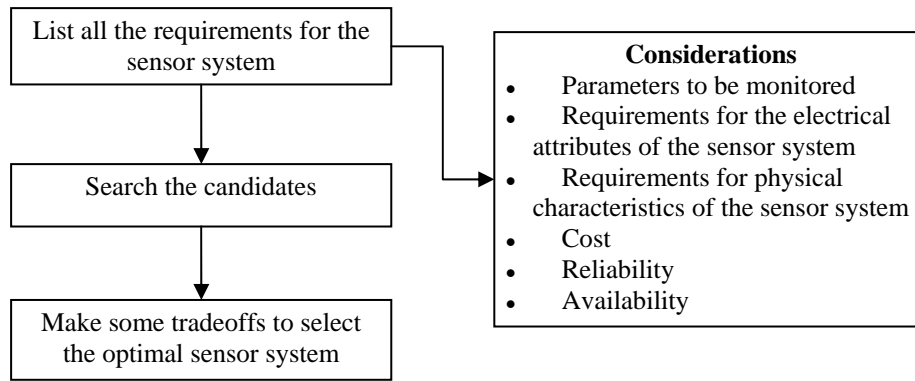 List all the requirements for the
sensor system
Search the candidates
Make some tradeoffs to select
the optimal sensor system
Considerations
• Parameters to be monitored
• Requirements for the electrical
attributes of the sensor system
• Requirements for physical
characteristics of the sensor system
• Cost
• Reliability
• Availability